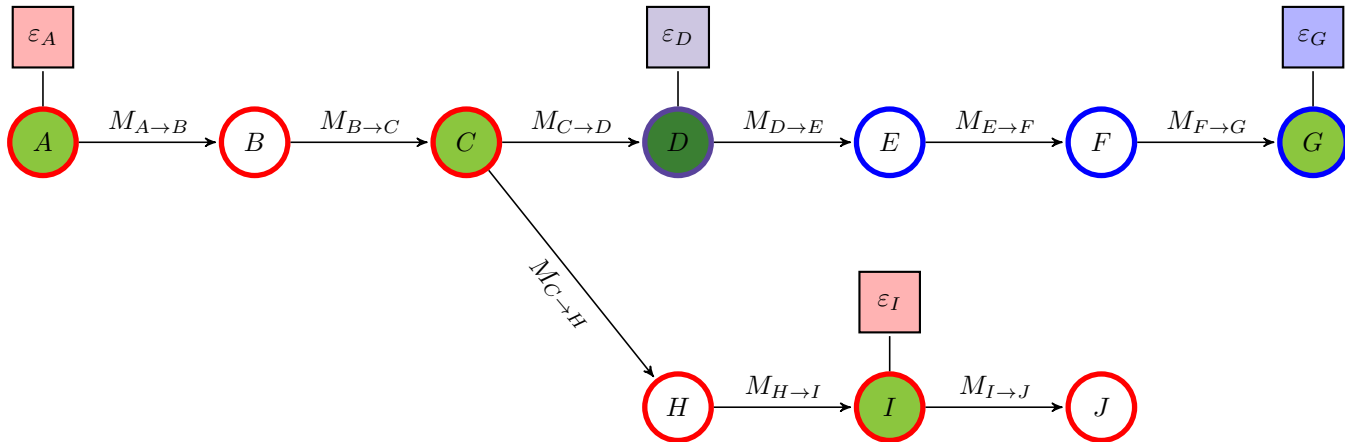 ε_A ε_D ε_G
M_{A→B} M_{B→C} M_{C→D} M_{D→E} M_{E→F} M_{F→G}
A B C D E F G
M_{C→H}
ε_I
M_{H→I} M_{I→J}
H I J